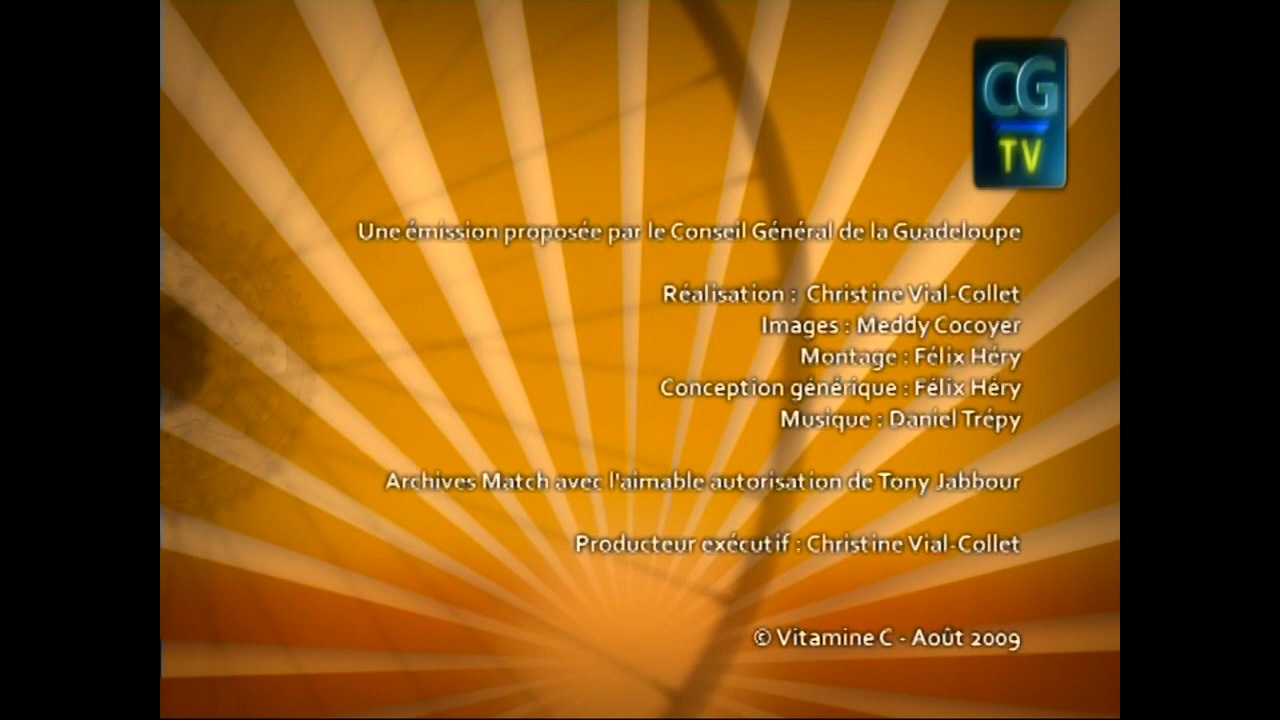 CG
TV
Une émission proposée par le Conseil Général de la Guadeloupe
Réalisation : Christine Vial-Collet
Images : Meddy Cocoyer
Montage : Félix Héry
Conception générique : Félix Héry
Musique : Daniel Trépy
Archives Match avec l'aimable autorisation de Tony Jabbour
Producteur exécutif : Christine Vial-Collet
© Vitamine C - Août 2009